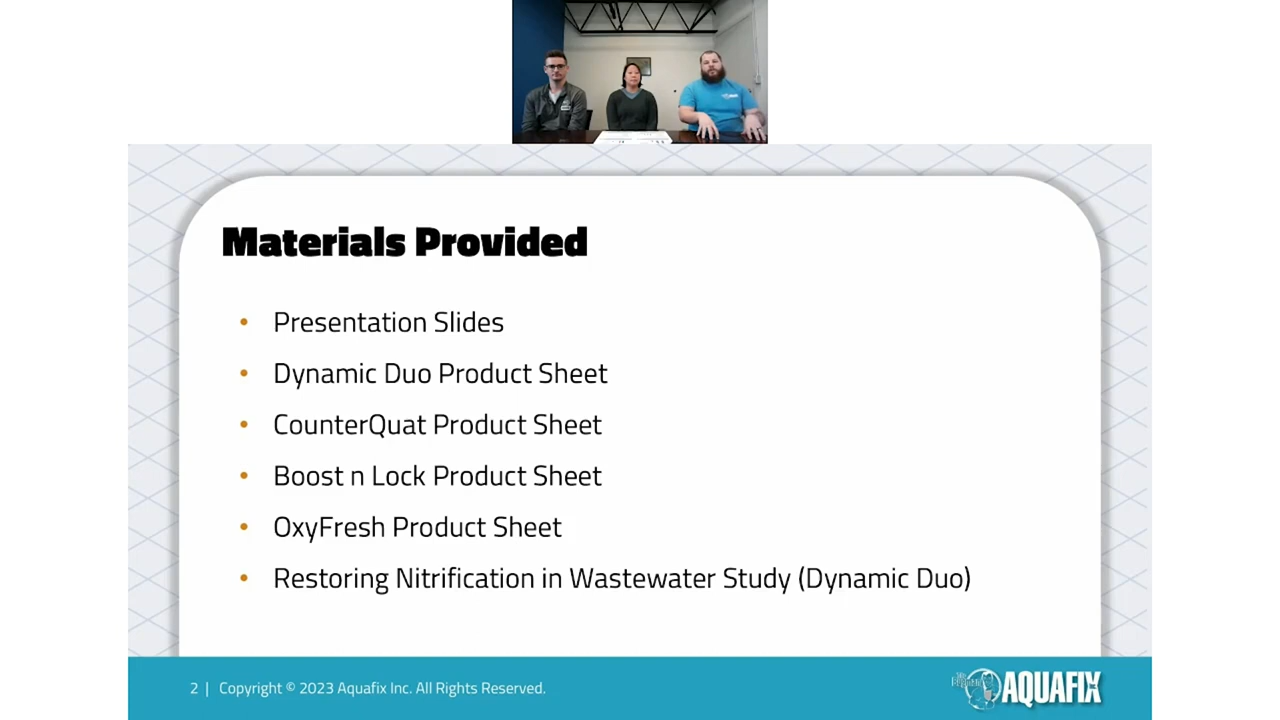 Materials Provided
• Presentation Slides
• Dynamic Duo Product Sheet
• CounterQuat Product Sheet
• Boost n Lock Product Sheet
• OxyFresh Product Sheet
• Restoring Nitrification in Wastewater Study (Dynamic Duo)
2 | Copyright © 2023 Aquafix Inc. All Rights Reserved.
AQUAFIX